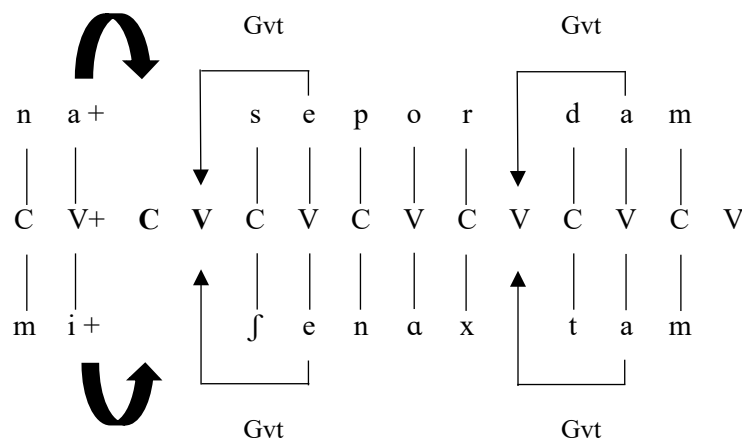 Gvt Gvt
n a + s e p o r d a m
C V+ C V C V C V C V C V C V
m i + ʃ e n ɑ x t a m
Gvt Gvt